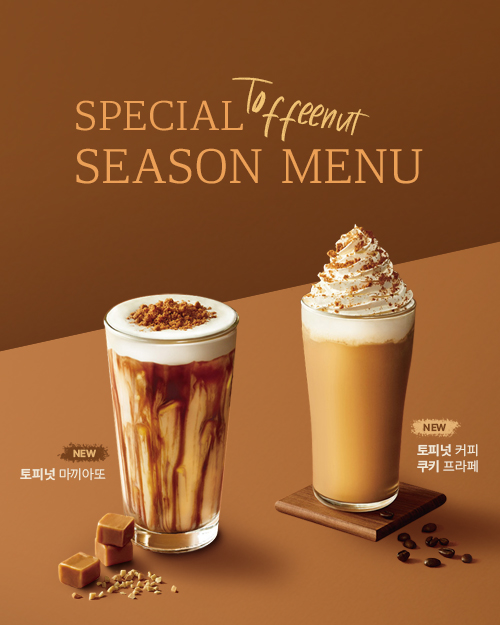 Toffeenut
SPECIAL
SEASON MENU
NEW
토피넛 커피
쿠키 프라페
NEW
토피넛 마끼아또